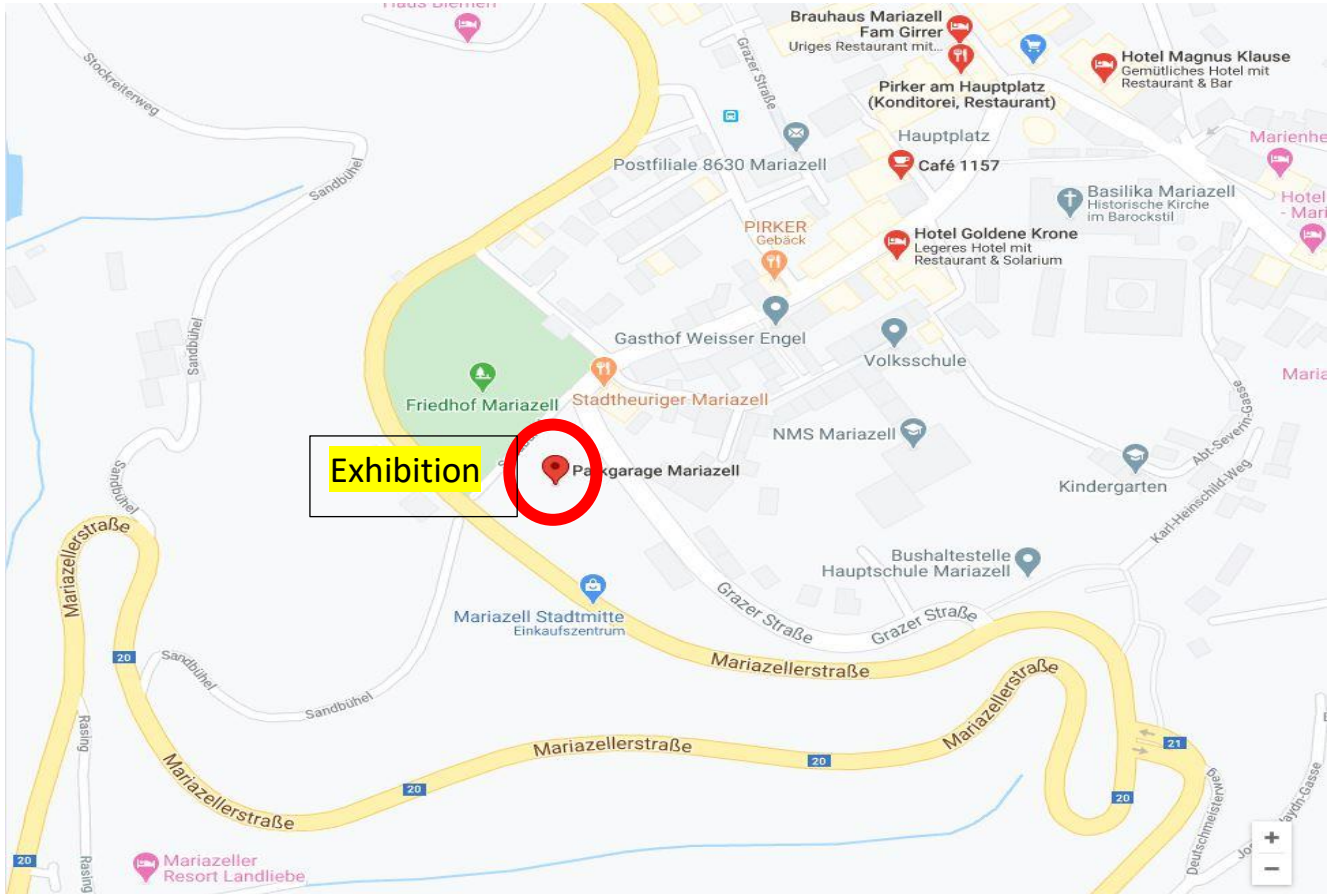 Haus Blemen
Brauhaus Mariazell
Fam Girrer
Uriges Restaurant mit...
Grazer Straße
Hotel Magnus Klause
Gemütliches Hotel mit
Restaurant & Bar
Pirker am Hauptplatz
(Konditorei, Restaurant)
Stockreiterweg
Hauptplatz
Postfiliale 8630 Mariazell
Café 1157
Marienhe
Sandbühel
Basilika Mariazell
Historische Kirche
im Barockstil
Hotel
- Mari
PIRKER
Gebäck
Hotel Goldene Krone
Legeres Hotel mit
Restaurant & Solarium
Sandbühel
Gasthof Weisser Engel
Volksschule
Maria
Friedhof Mariazell
Stadtheuriger Mariazell
NMS Mariazell
Abt-Severin-Gasse
Exhibition
Parkgarage Mariazell
Kindergarten
Sandbühel
Karl-Heinschild-Weg
Mariazellerstraße
Bushaltestelle
Hauptschule Mariazell
Mariazell Stadtmitte
Einkaufszentrum
Grazer Straße
Grazer Straße
20
Sandbühel
Mariazellerstraße
Mariazellerstraße
Sandbühel
Rasing
Mariazellerstraße
21
20
Mariazellerstraße
20
20
Deutschmeisterweg
aydn-Gasse
20
Rasing
Mariazeller
Resort Landliebe
Jo
+
−